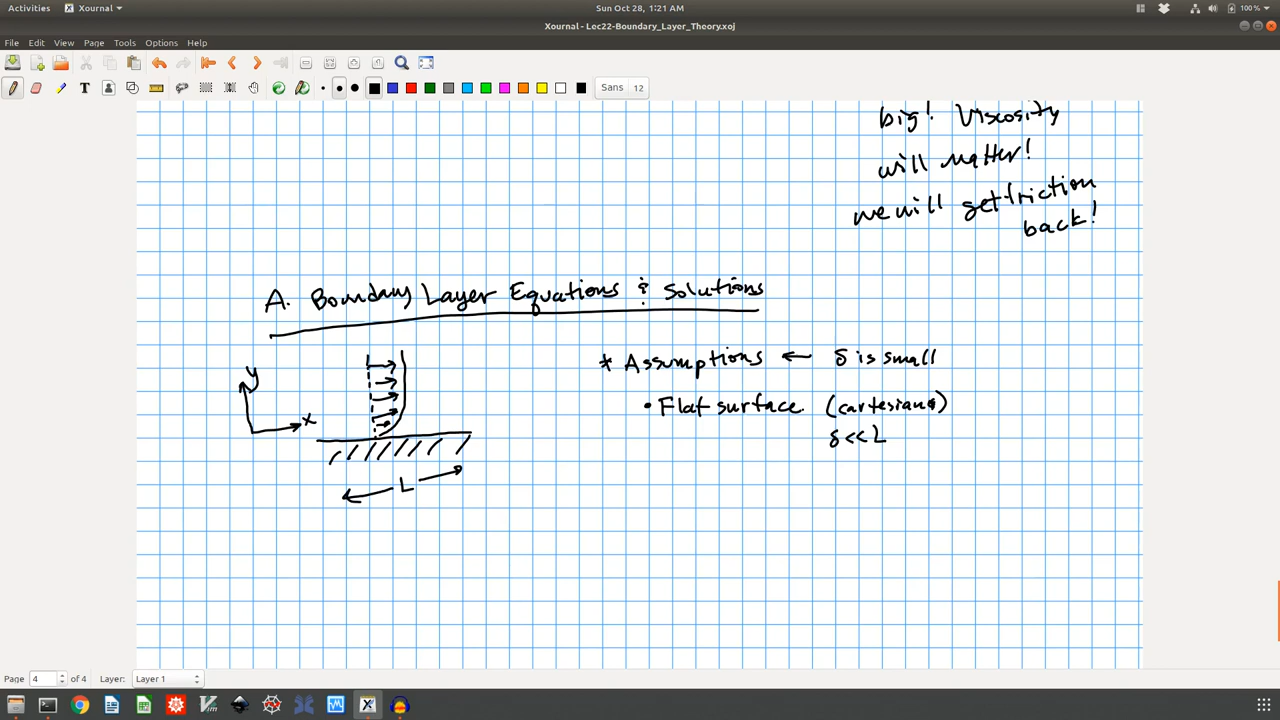 Activities Xournal Sun Oct 28, 1:21 AM 100 %
Xournal - Lec22-Boundary_Layer_Theory.xoj
File Edit View Page Tools Options Help
Sans 12
big! Viscosity
will matter!
we will get friction
back!
A. Boundary Layer Equations & Solutions
* Assumptions ← δ is small
• Flat surface (cartesian)
δ << L
y
x
L
Page 4 of 4 Layer: Layer 1